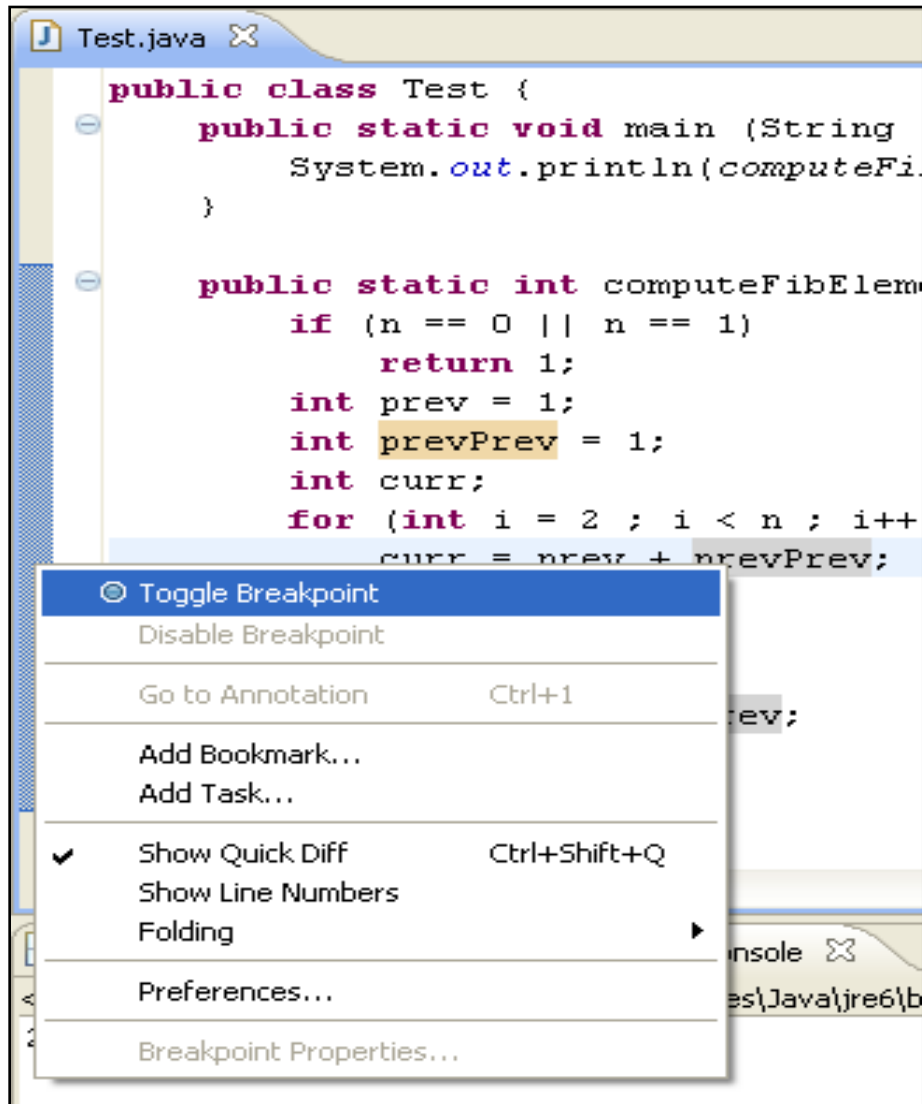 Test.java
public class Test {
public static void main (String
System.out.println(computeFi
}
public static int computeFibElem
if (n == 0 || n == 1)
return 1;
int prev = 1;
int prevPrev = 1;
int curr;
for (int i = 2 ; i < n ; i++
curr = prev + prevPrev;
Toggle Breakpoint
Disable Breakpoint
Go to Annotation Ctrl+1
rev;
Add Bookmark...
Add Task...
Show Quick Diff Ctrl+Shift+Q
Show Line Numbers
Folding
nsole
Preferences...
es\Java\jre6\b
Breakpoint Properties...